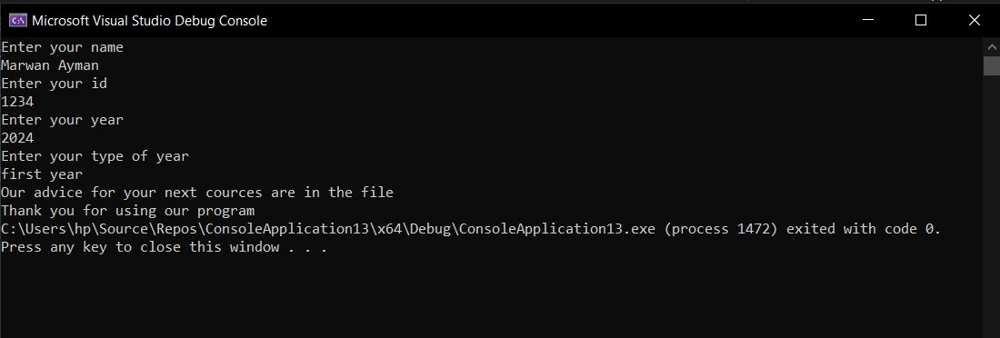 Microsoft Visual Studio Debug Console
Enter your name
Marwan Ayman
Enter your id
1234
Enter your year
2024
Enter your type of year
first year
Our advice for your next cources are in the file
Thank you for using our program
C:\Users\hp\Source\Repos\ConsoleApplication13\x64\Debug\ConsoleApplication13.exe (process 1472) exited with code 0.
Press any key to close this window . . .